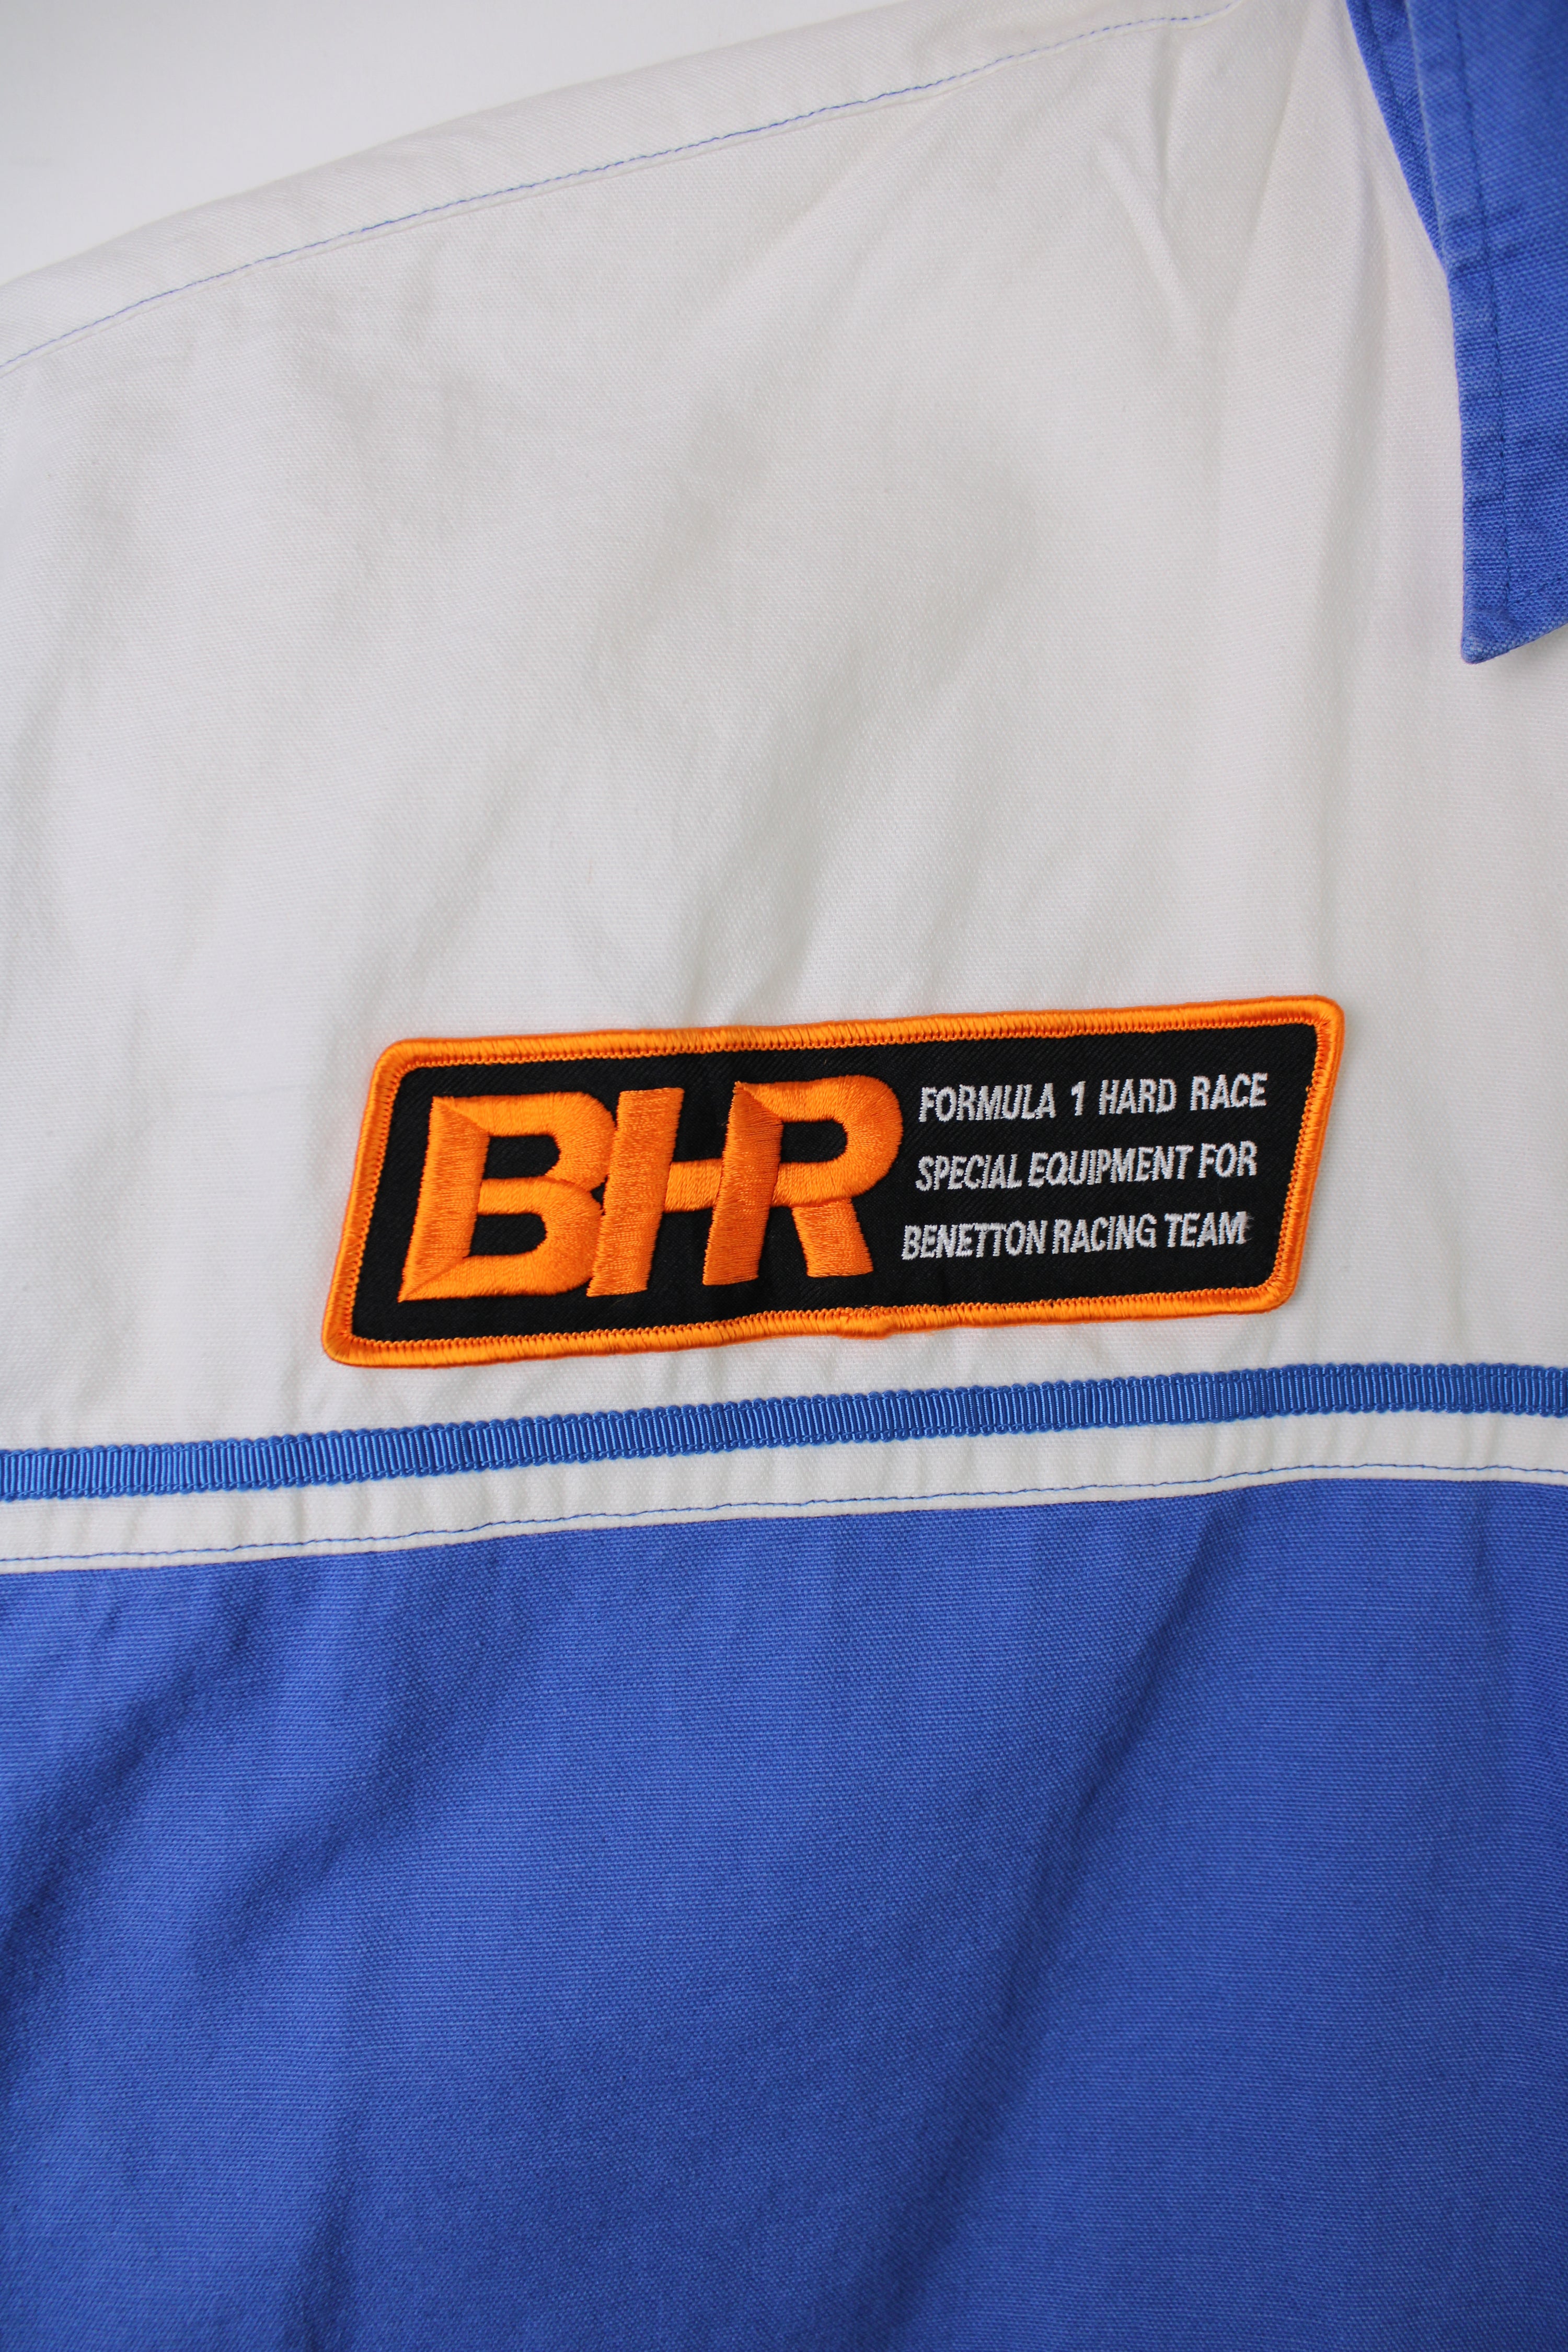 BHR
FORMULA 1 HARD RACE
SPECIAL EQUIPMENT FOR
BENETTON RACING TEAM